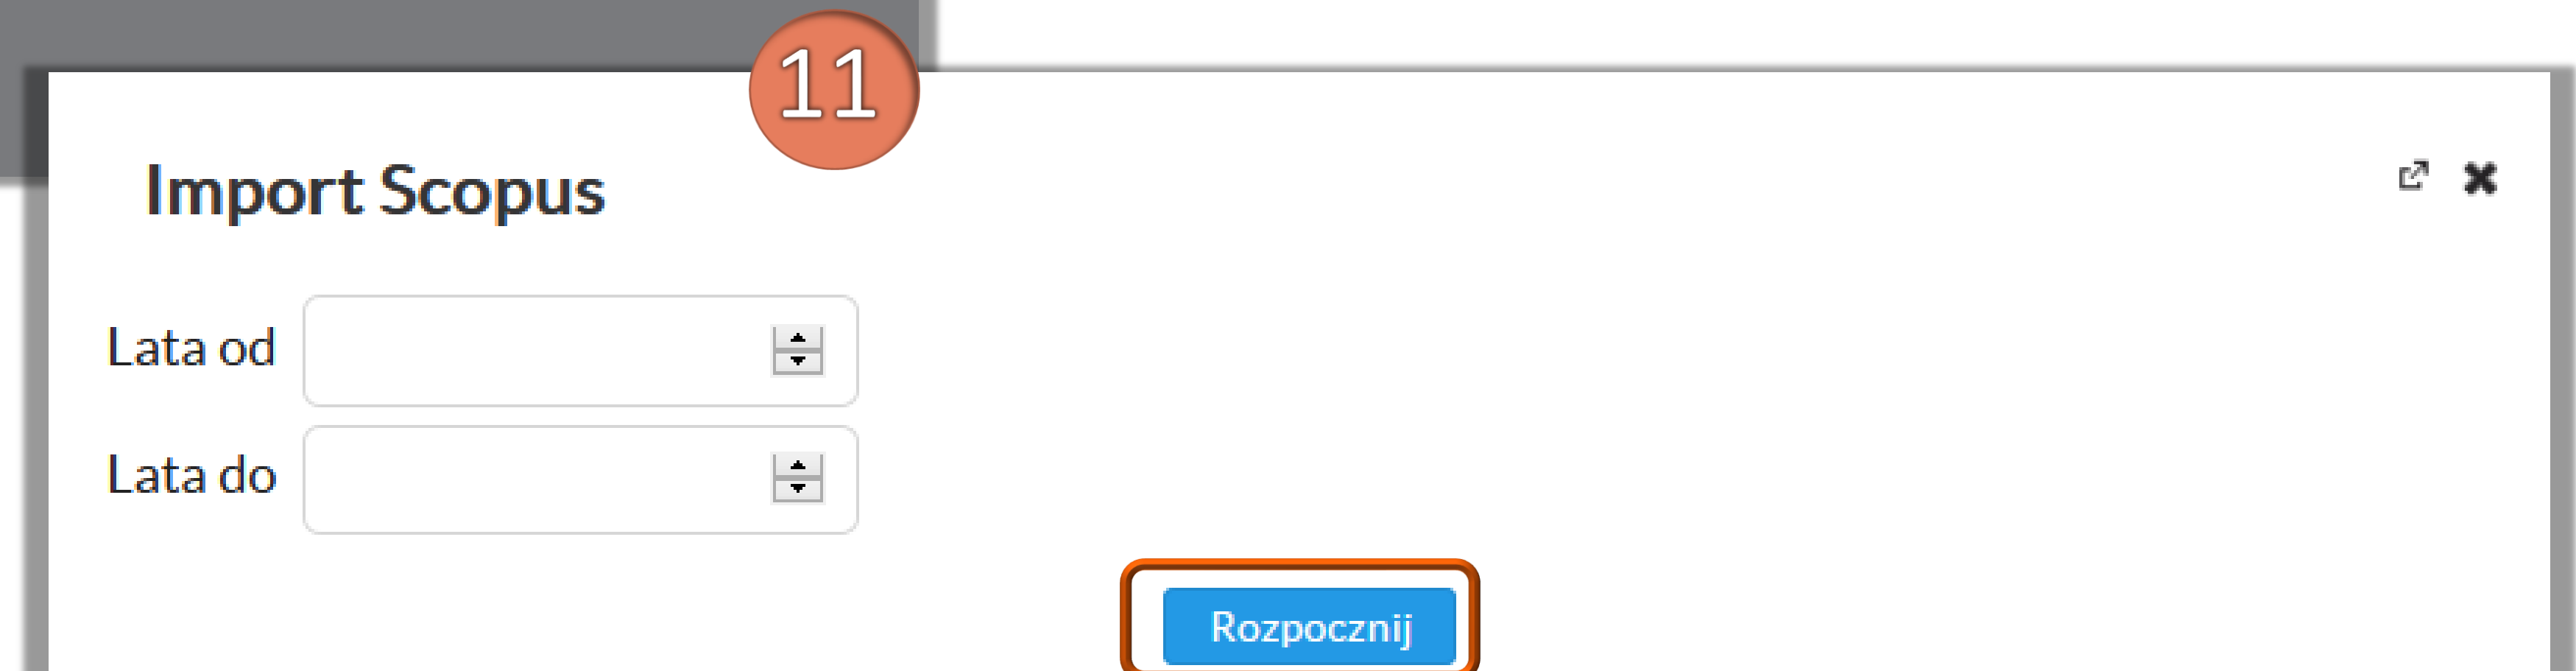 11
Import Scopus
Lata od
Lata do
Rozpocznij